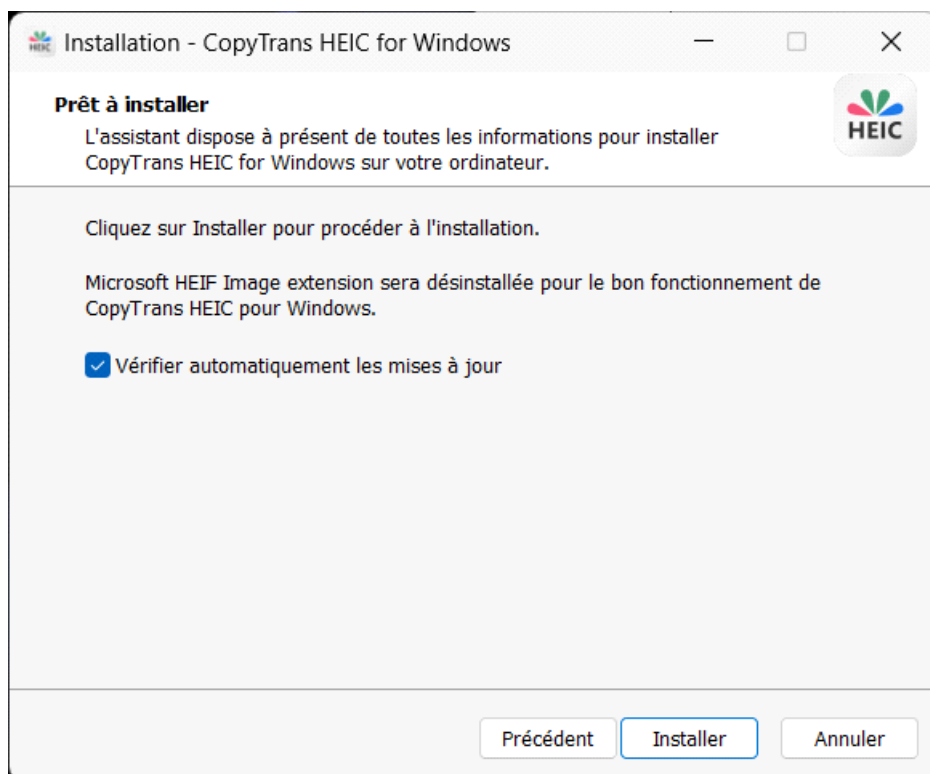 HEIC
Installation - CopyTrans HEIC for Windows
Prêt à installer
L'assistant dispose à présent de toutes les informations pour installer
CopyTrans HEIC for Windows sur votre ordinateur.
HEIC
Cliquez sur Installer pour procéder à l'installation.
Microsoft HEIF Image extension sera désinstallée pour le bon fonctionnement de
CopyTrans HEIC pour Windows.
Vérifier automatiquement les mises à jour
Précédent
Installer
Annuler